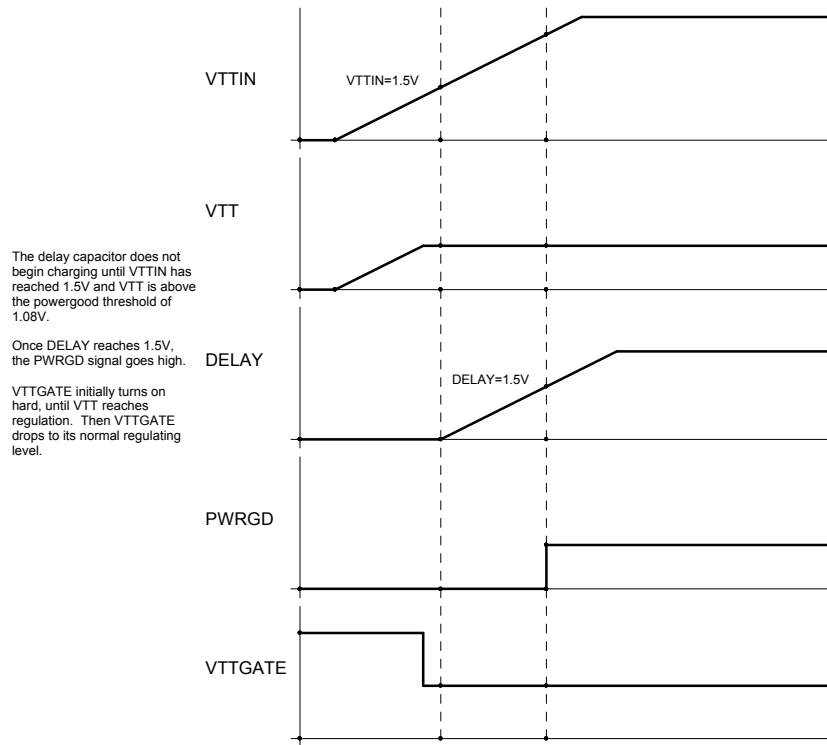 VTTIN
VTTIN=1.5V
VTT
The delay capacitor does not
begin charging until VTTIN has
reached 1.5V and VTT is above
the powergood threshold of
1.08V.
Once DELAY reaches 1.5V,
the PWRGD signal goes high.
VTTGATE initially turns on
hard, until VTT reaches
regulation. Then VTTGATE
drops to its normal regulating
level.
DELAY
DELAY=1.5V
PWRGD
VTTGATE